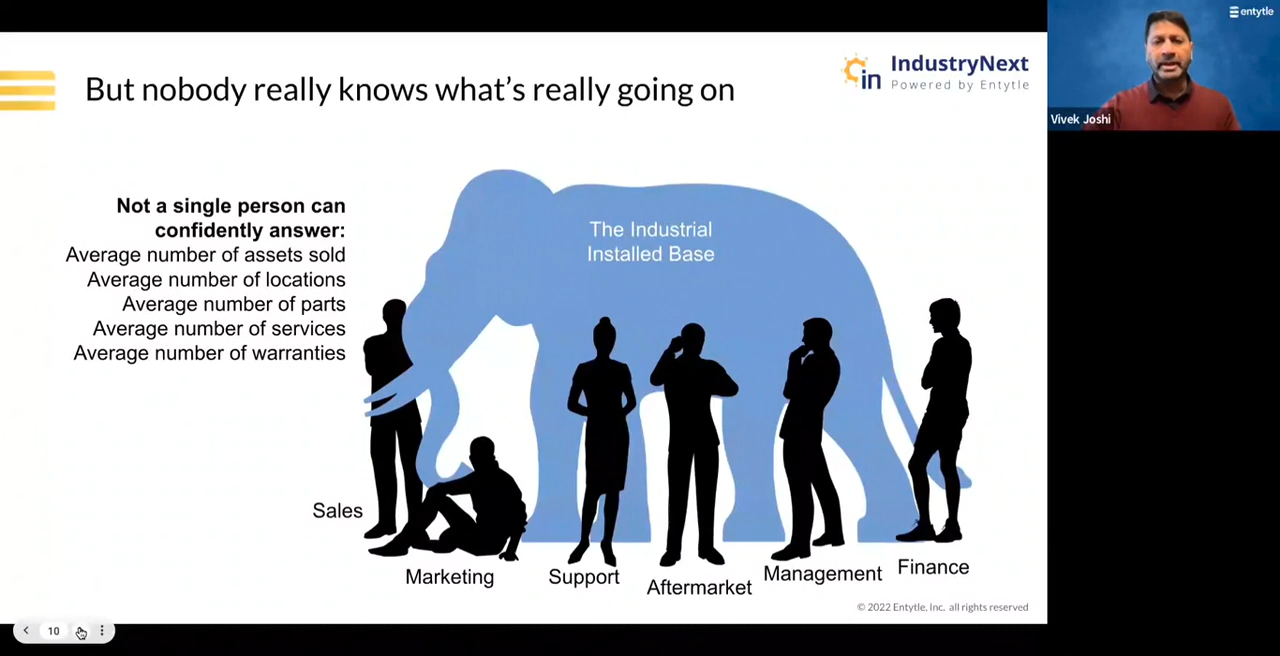 But nobody really knows what's really going on
in
IndustryNext
Powered by Entytle
entytle
Vivek Joshi
Not a single person can
confidently answer:
Average number of assets sold
Average number of locations
Average number of parts
Average number of services
Average number of warranties
The Industrial
Installed Base
Sales
Marketing
Support
Aftermarket
Management
Finance
© 2022 Entytle, Inc. all rights reserved
10